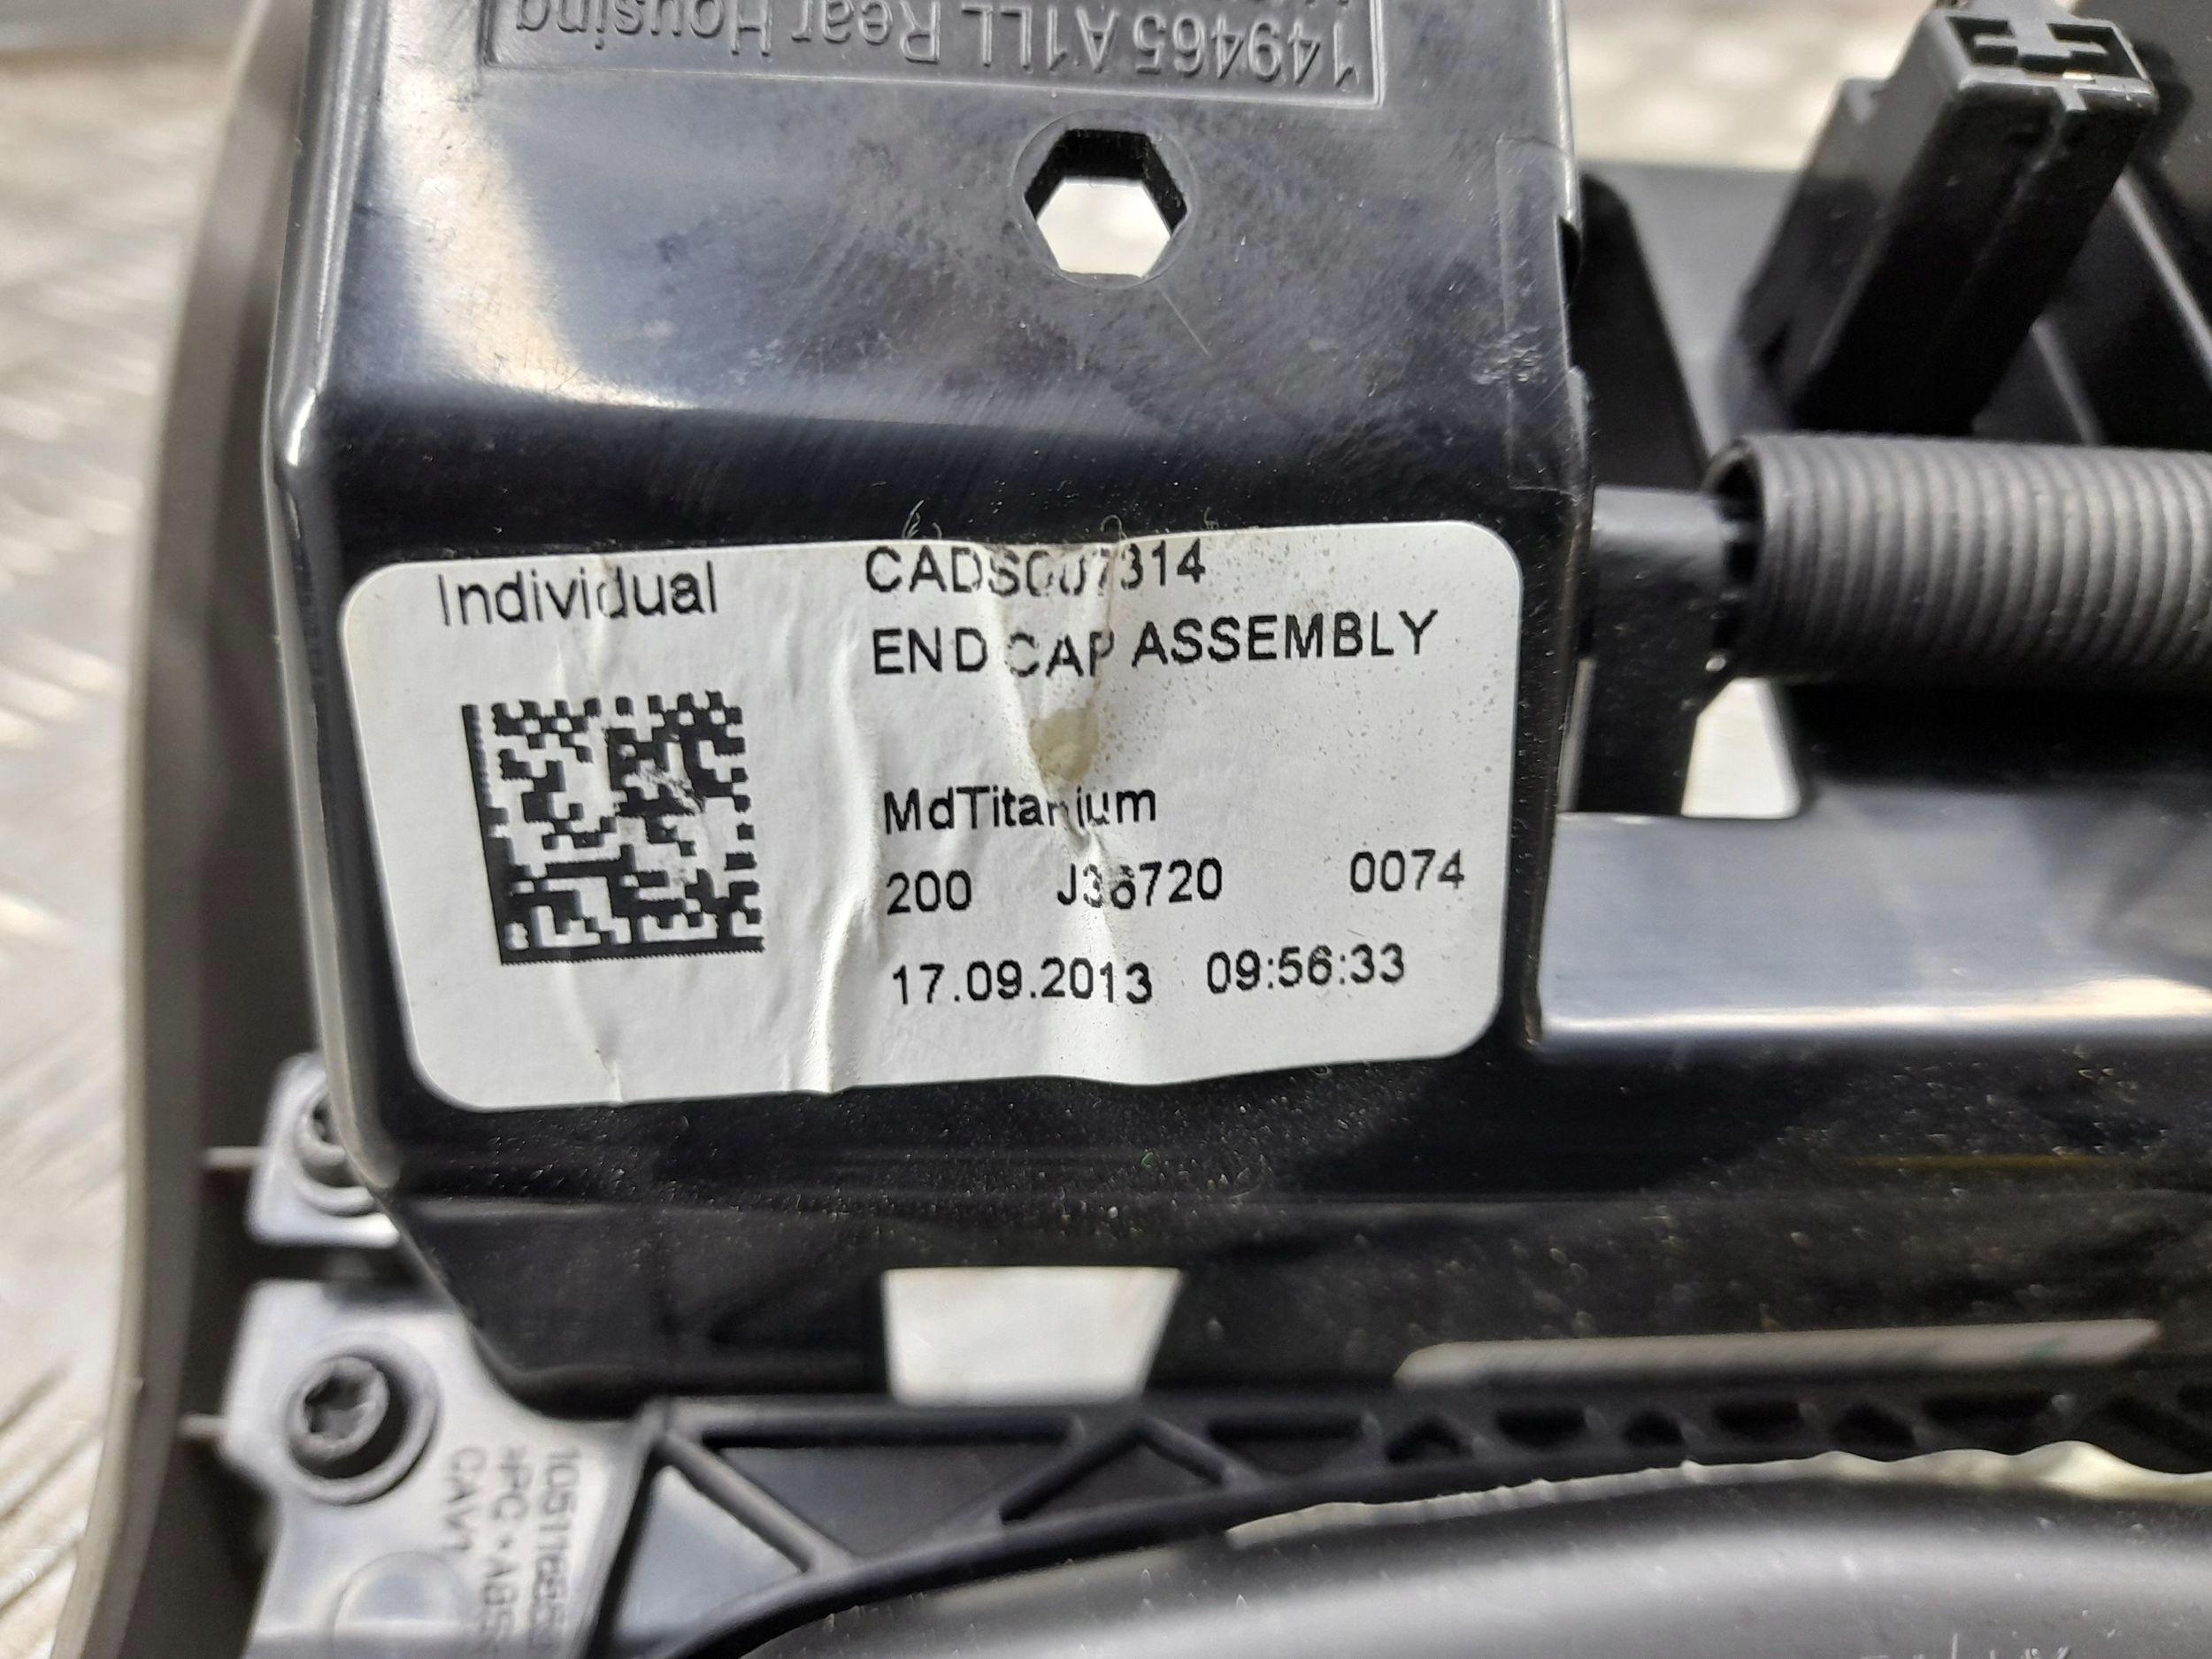 149465 A1LL Rear Housing
Individual
CADS007314
END CAP ASSEMBLY
MdTitanium
200 J36720 0074
17.09.2013 09:56:33
CAV1